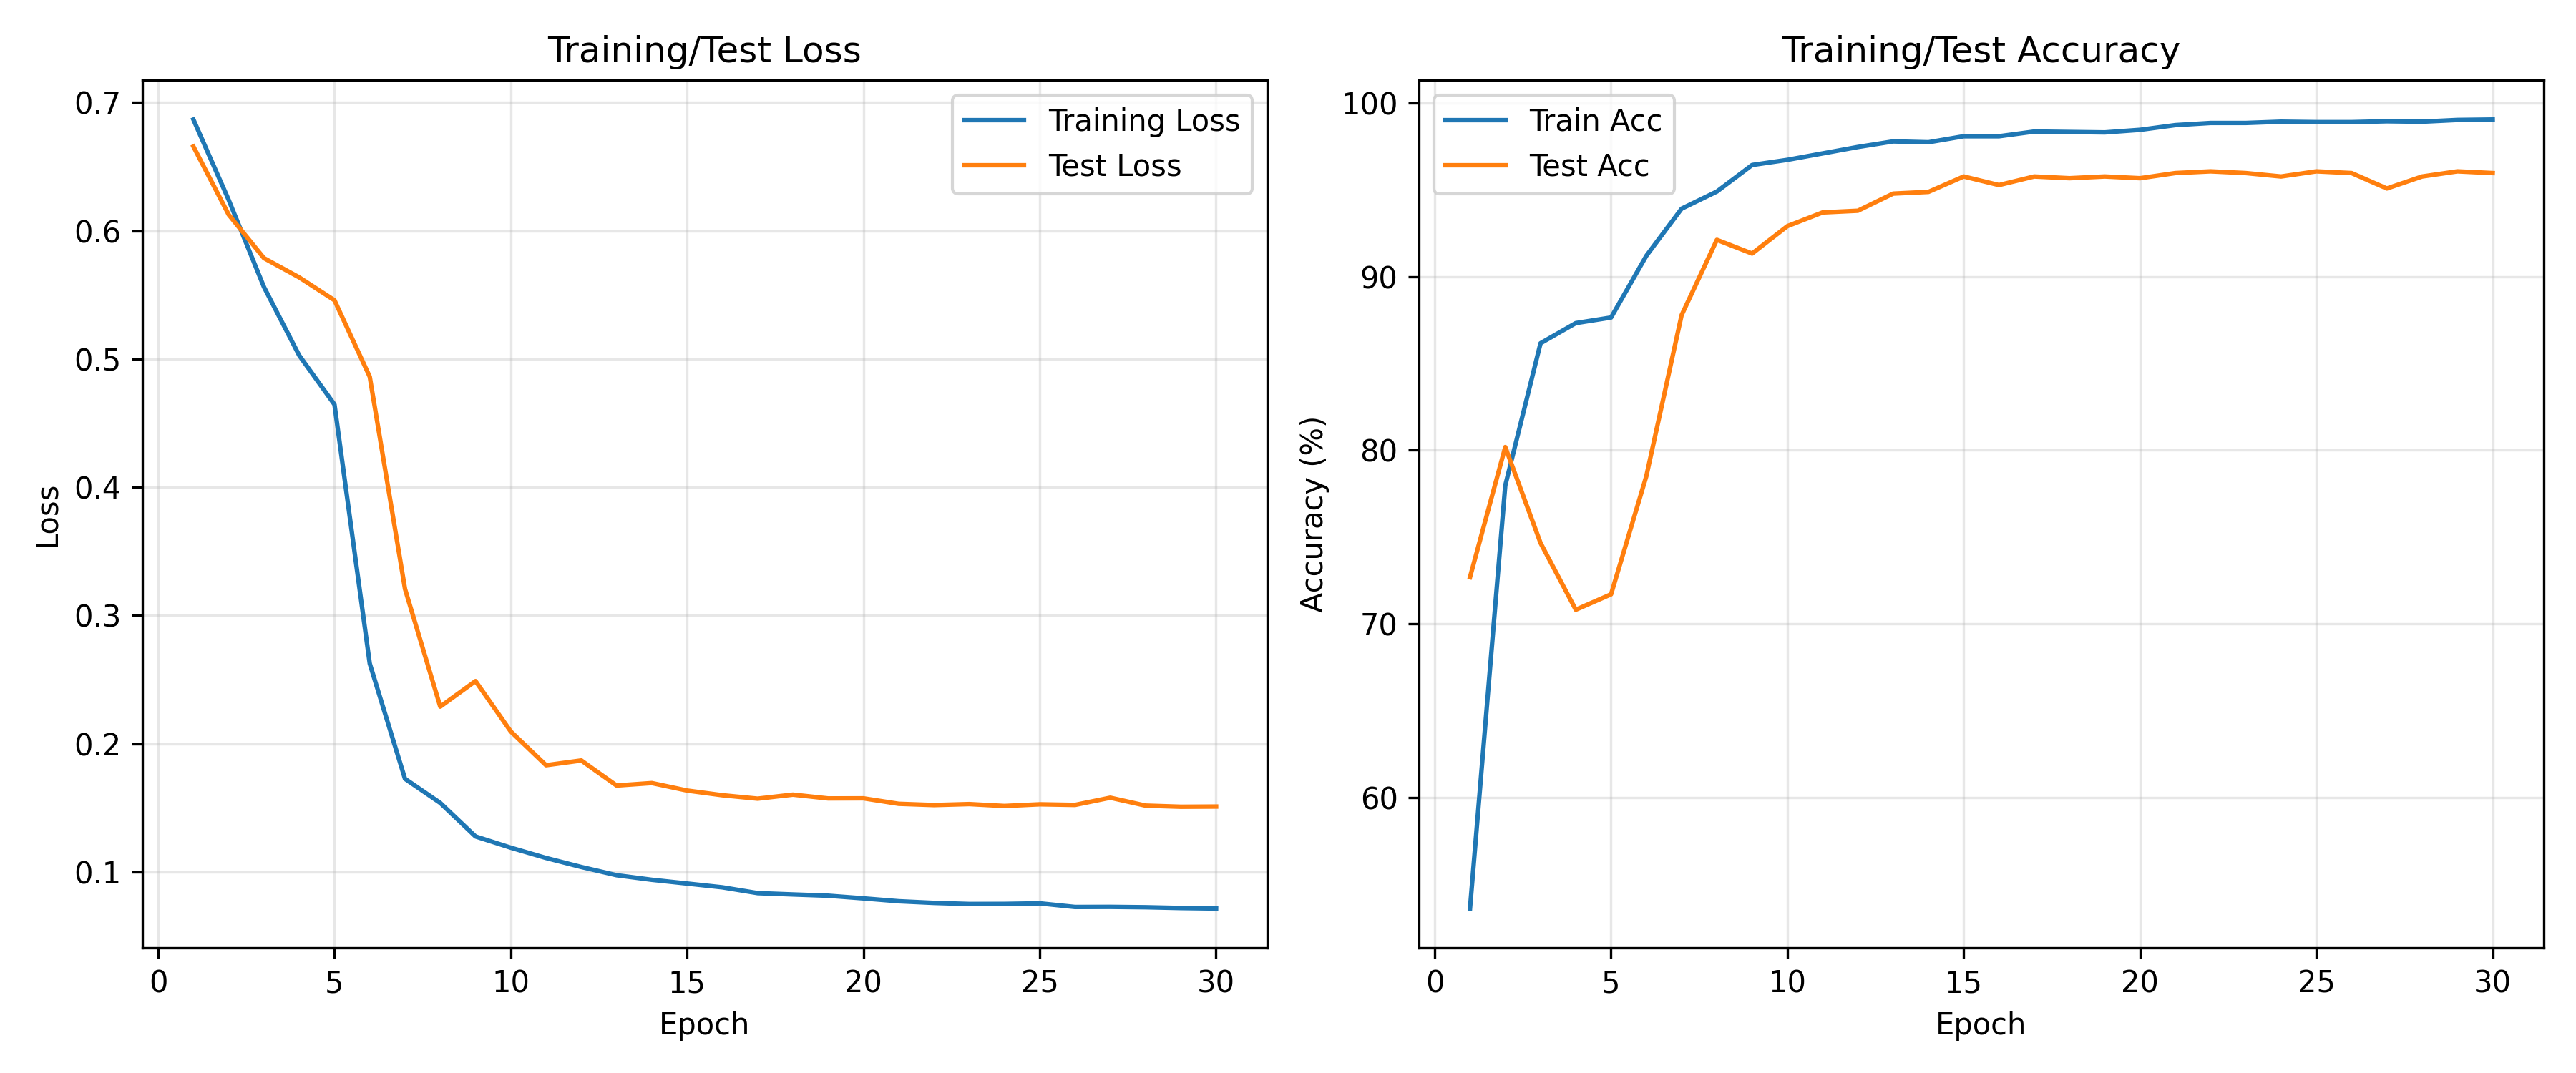 Training/Test Loss
0.7
0.6
0.5
0.4
0.3
0.2
0.1
Loss
Training Loss
Test Loss
0 5 10 15 20 25 30
Epoch
Training/Test Accuracy
100
90
80
70
60
Accuracy (%)
Train Acc
Test Acc
0 5 10 15 20 25 30
Epoch